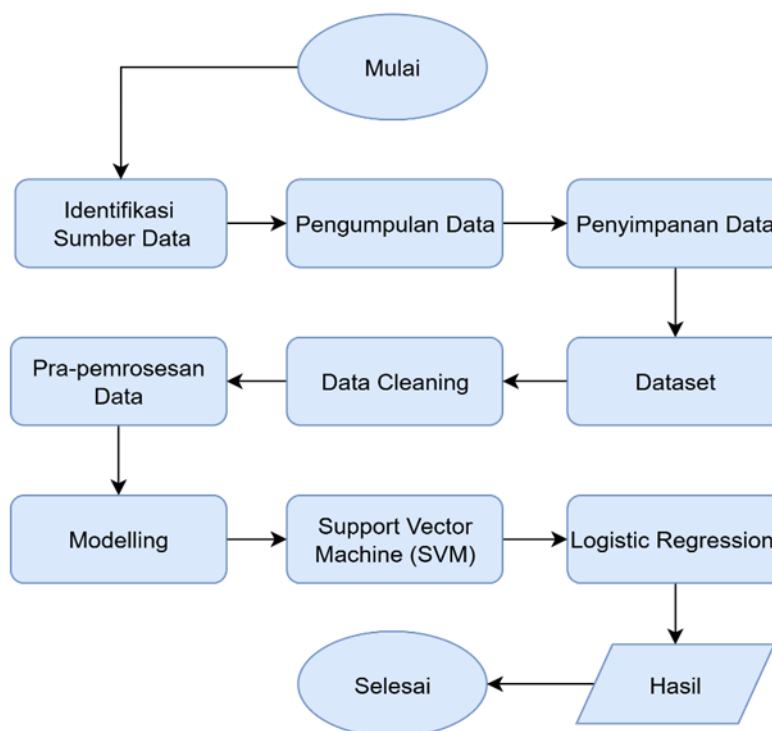 Mulai
Identifikasi
Sumber Data
Pengumpulan Data
Penyimpanan Data
Dataset
Data Cleaning
Pra-pemrosesan
Data
Modelling
Support Vector
Machine (SVM)
Logistic Regression
Hasil
Selesai